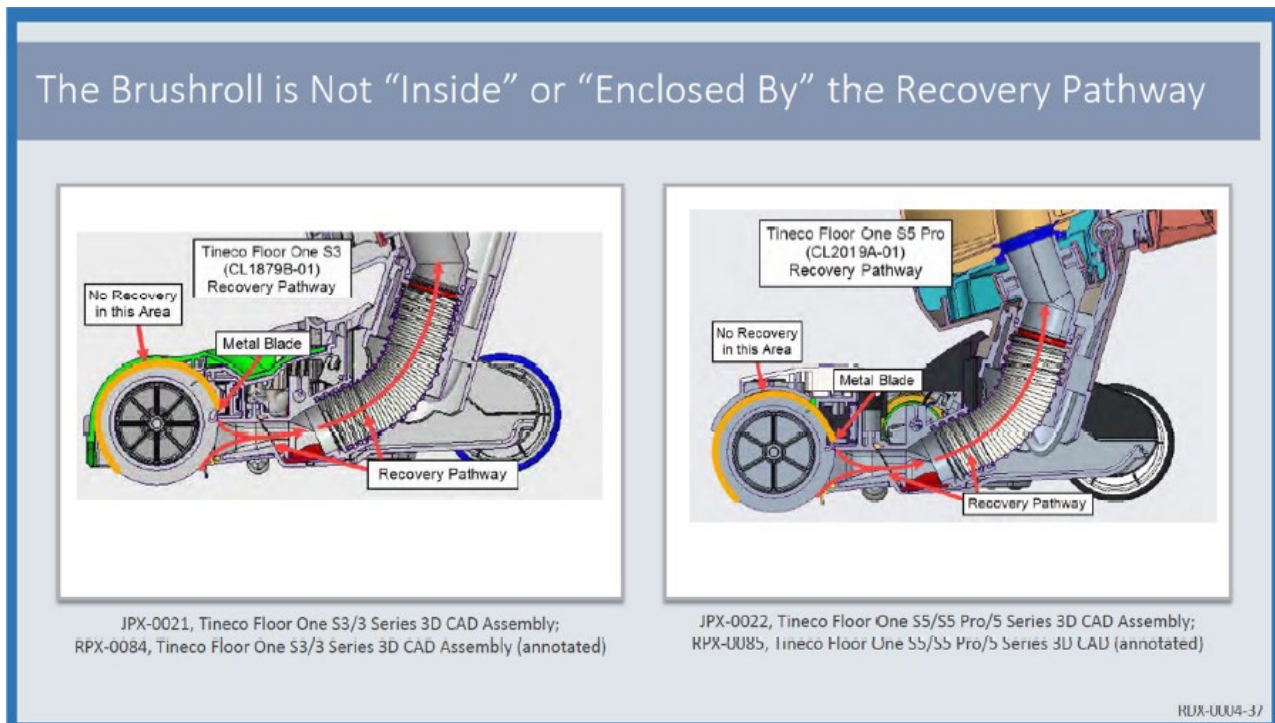 The Brushroll is Not “Inside” or “Enclosed By” the Recovery Pathway
Tineco Floor One S3
(CL1879B-01)
Recovery Pathway
No Recovery
in this Area
Metal Blade
Recovery Pathway
JPX-0021, Tineco Floor One S3/3 Series 3D CAD Assembly;
RPX-0084, Tineco Floor One S3/3 Series 3D CAD Assembly (annotated)
Tineco Floor One S5 Pro
(CL2019A-01)
Recovery Pathway
No Recovery
in this Area
Metal Blade
Recovery Pathway
JPX-0022, Tineco Floor One S5/S5 Pro/5 Series 3D CAD Assembly;
RPX-0085, Tineco Floor One S5/S5 Pro/5 Series 3D CAD (annotated)
RDX-0004-37